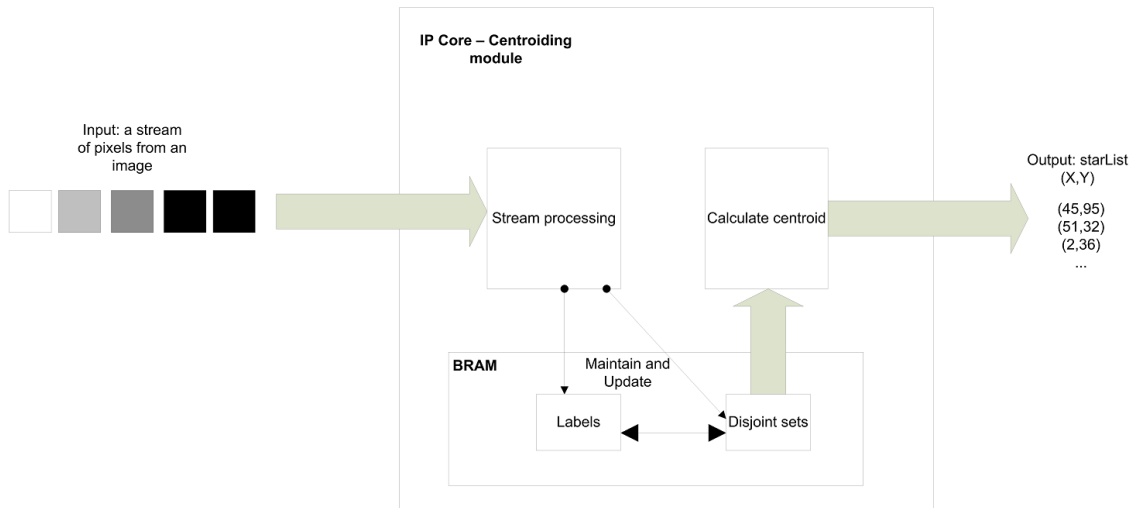 IP Core – Centroiding
module
Input: a stream
of pixels from an
image
Stream processing
Calculate centroid
Output: starList
(X,Y)
(45,95)
(51,32)
(2,36)
...
BRAM
Maintain and
Update
Labels
Disjoint sets